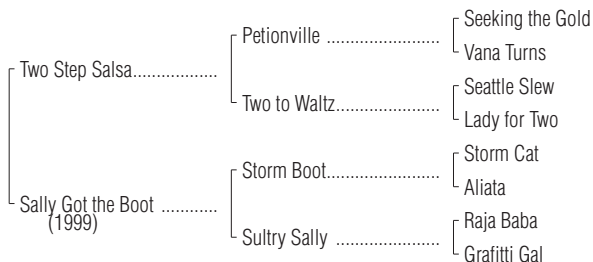 Seeking the Gold
Petionville ........................
Vana Turns
Two Step Salsa..................
Seattle Slew
Two to Waltz......................
Lady for Two
Storm Cat
Storm Boot........................
Aliata
Sally Got the Boot ............
(1999)
Raja Baba
Sultry Sally ......................
Grafitti Gal